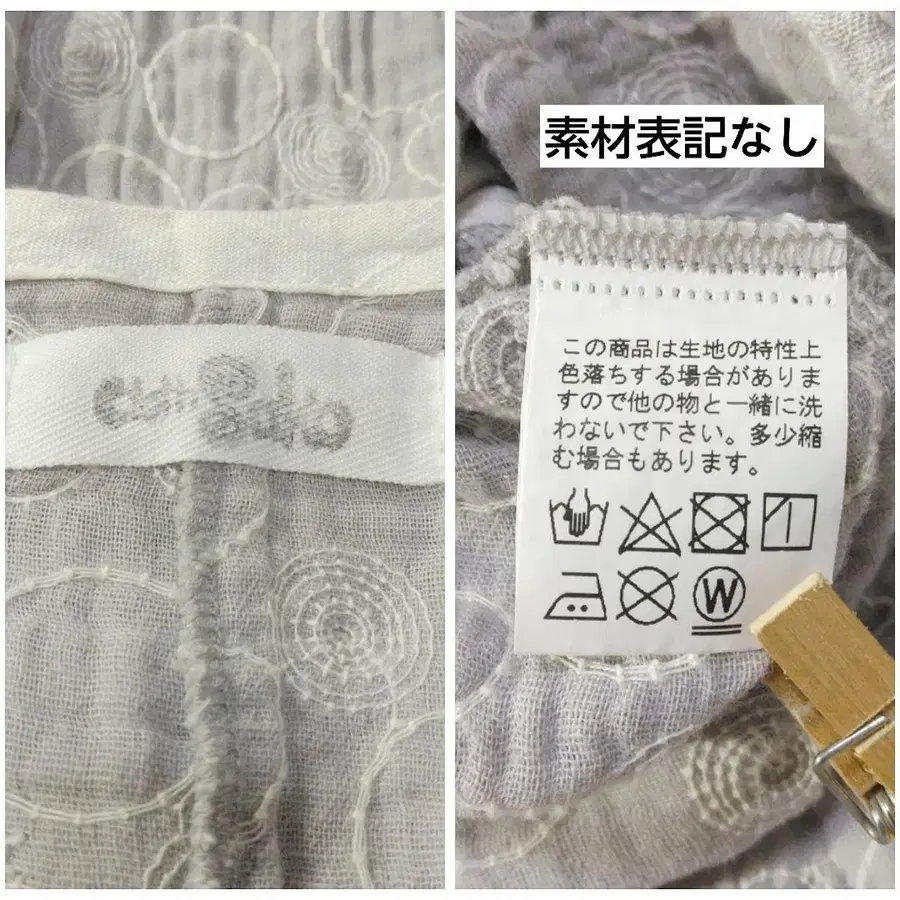 素材表記なし
この商品は生地の特性上
色落ちする場合がありま
すので他の物と一緒に洗
わないで下さい。多少縮
む場合もあります。
W